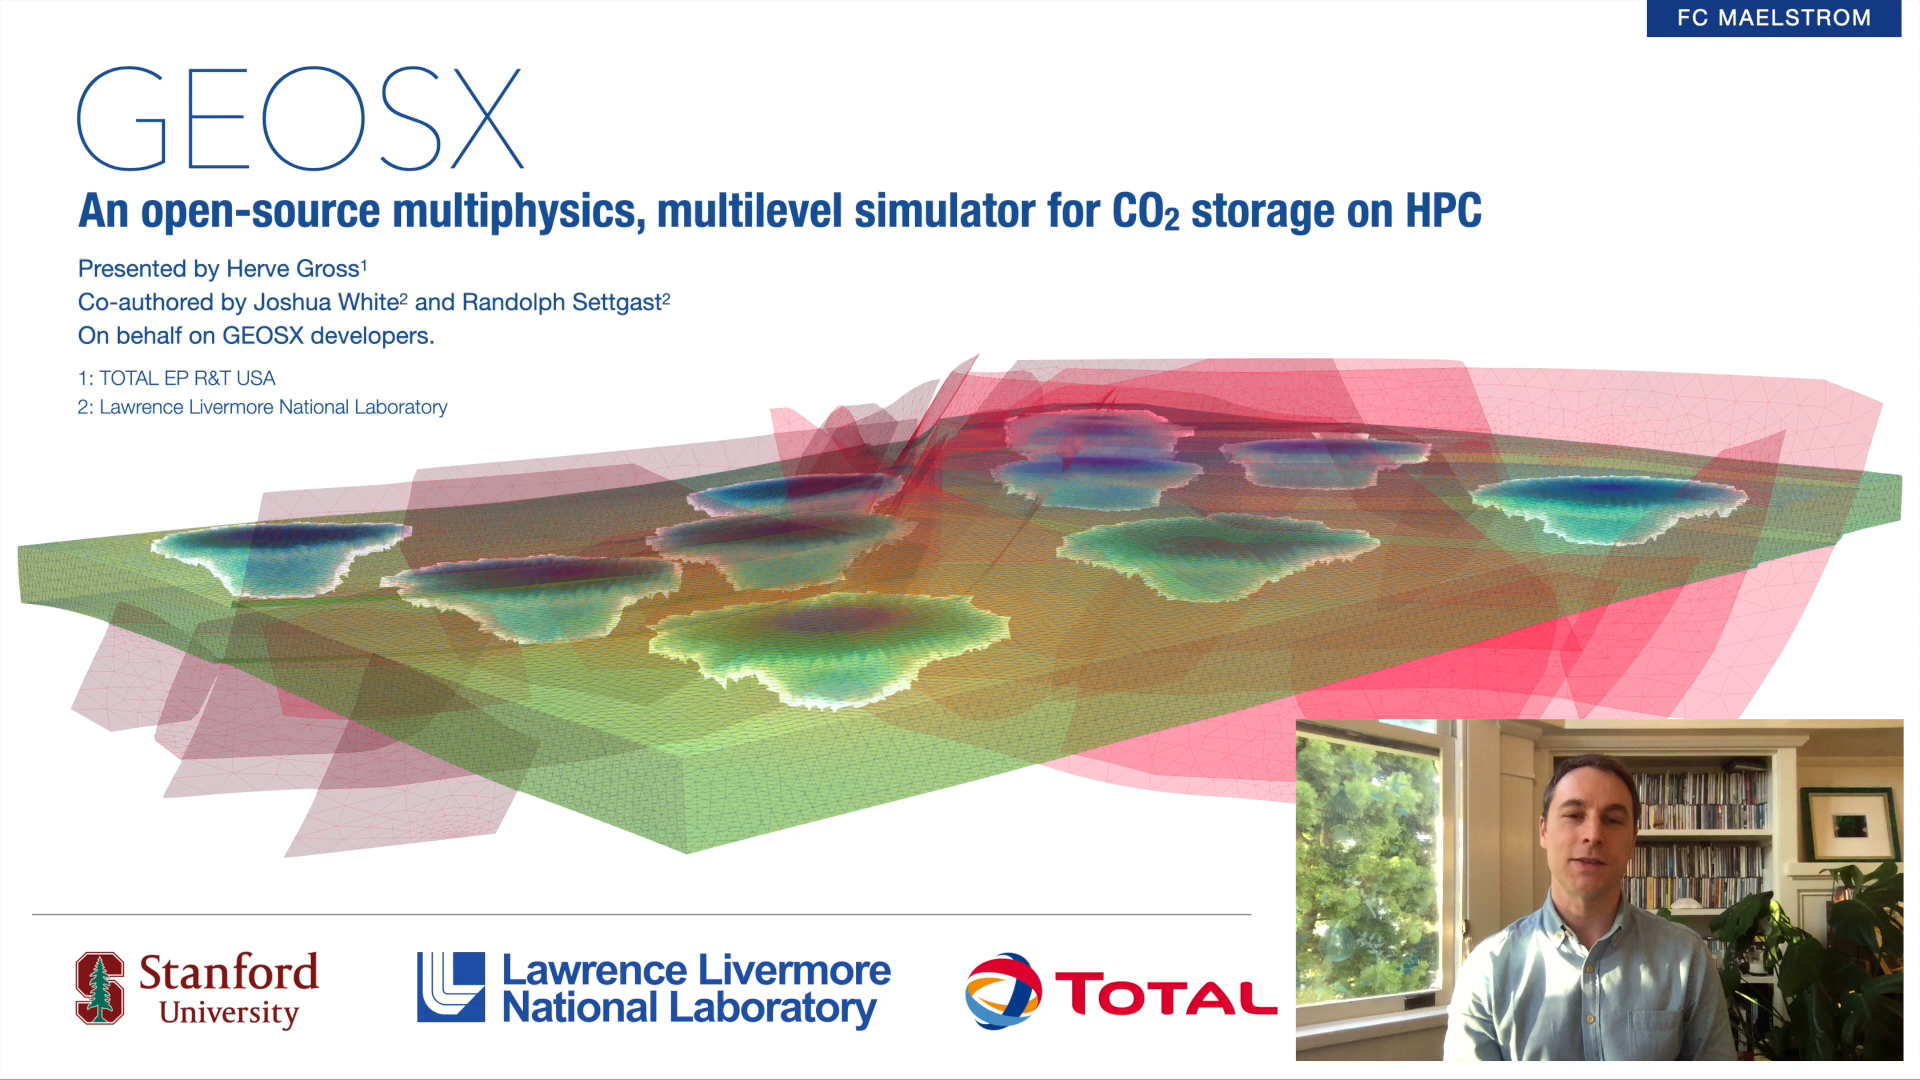 FC MAELSTROM
GEOSX
An open-source multiphysics, multilevel simulator for CO₂ storage on HPC
Presented by Herve Gross¹
Co-authored by Joshua White² and Randolph Settgast²
On behalf on GEOSX developers.
1: TOTAL EP R&T USA
2: Lawrence Livermore National Laboratory
Stanford
University
Lawrence Livermore
National Laboratory
TOTAL